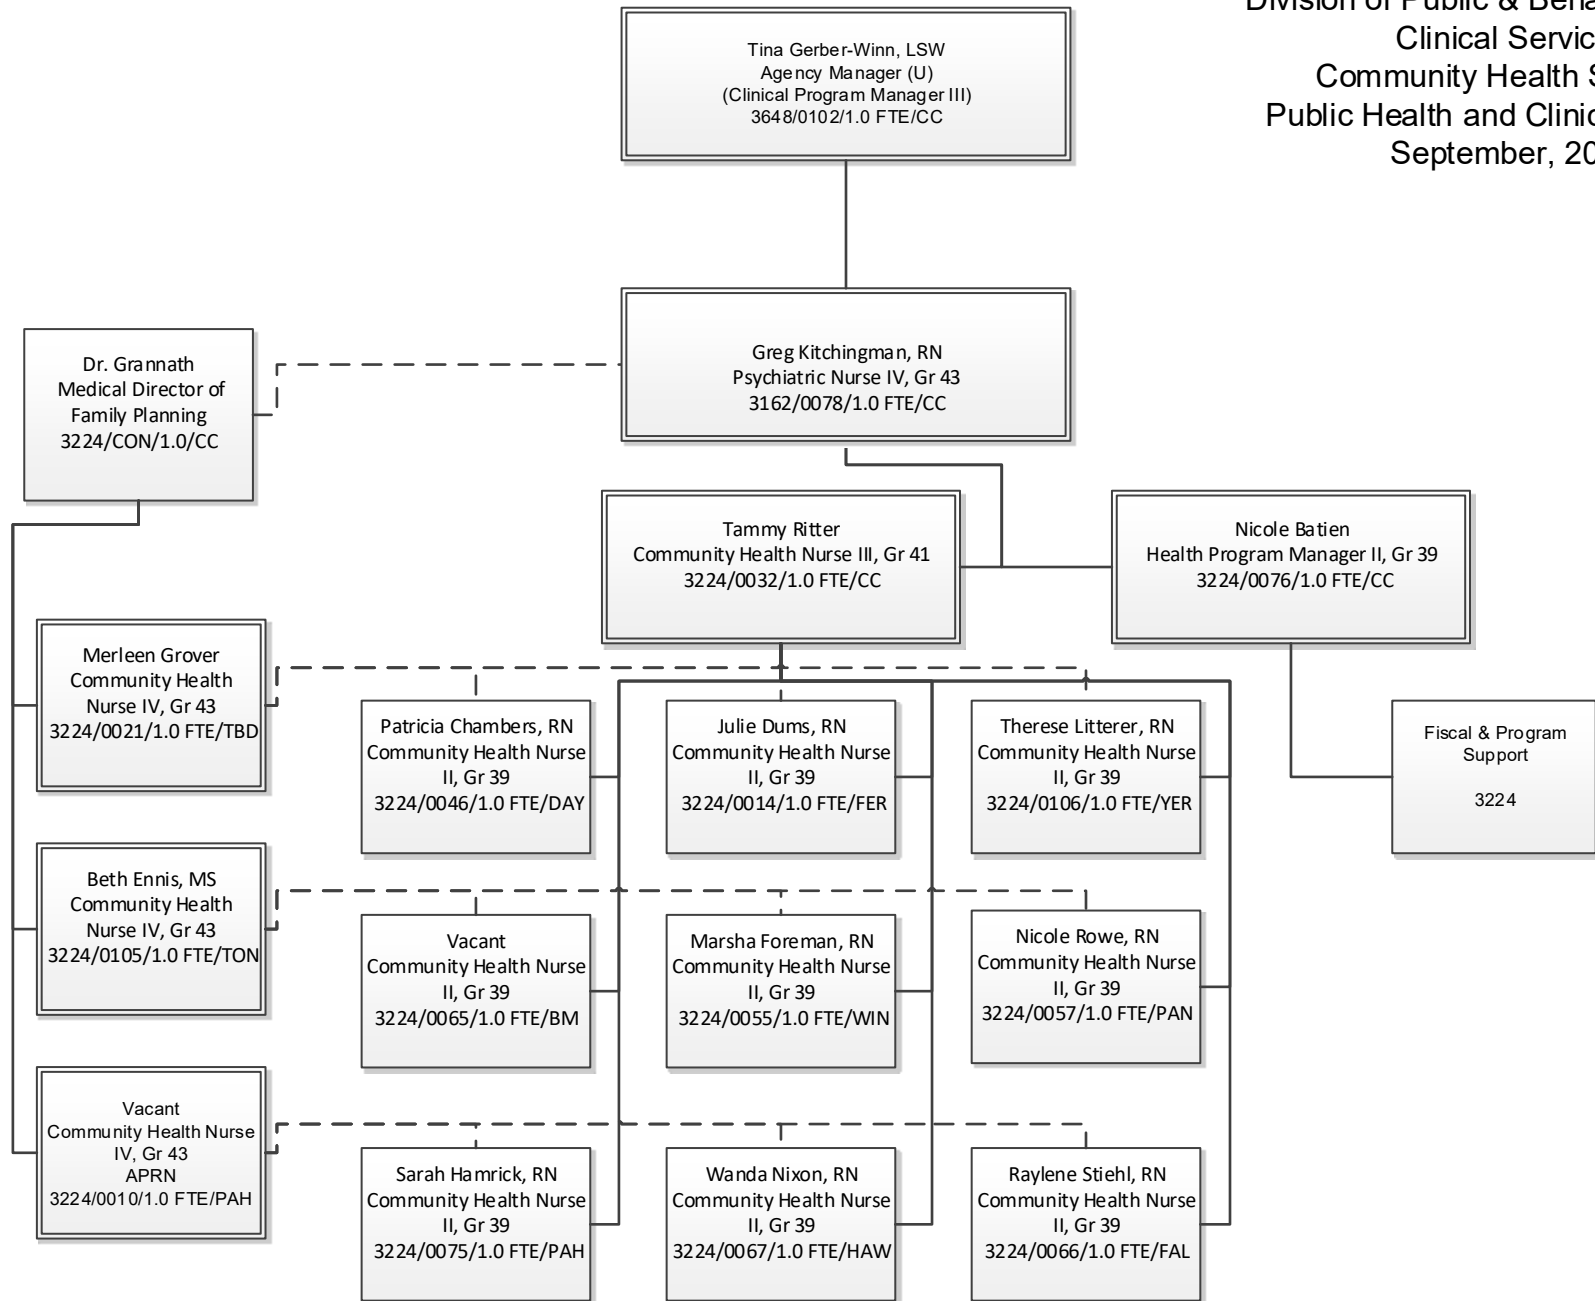 Division of Public &
Clinical
Community Health
Public Health and
September,
Tina Gerber-Winn, LSW
Agency Manager (U)
(Clinical Program Manager III)
3648/0102/1.0 FTE/CC
Greg Kitchingman, RN
Psychiatric Nurse IV, Gr 43
3162/0078/1.0 FTE/CC
Dr. Grannath
Medical Director of
Family Planning
3224/CON/1.0/CC
Tammy Ritter
Community Health Nurse III, Gr 41
3224/0032/1.0 FTE/CC
Nicole Batien
Health Program Manager II, Gr 39
3224/0076/1.0 FTE/CC
Merleen Grover
Community Health
Nurse IV, Gr 43
3224/0021/1.0 FTE/TBD
Patricia Chambers, RN
Community Health Nurse
II, Gr 39
3224/0046/1.0 FTE/DAY
Julie Dums, RN
Community Health Nurse
II, Gr 39
3224/0014/1.0 FTE/FER
Therese Litterer, RN
Community Health Nurse
II, Gr 39
3224/0106/1.0 FTE/YER
Fiscal & Program
Support
3224
Beth Ennis, MS
Community Health
Nurse IV, Gr 43
3224/0105/1.0 FTE/TON
Vacant
Community Health Nurse
II, Gr 39
3224/0065/1.0 FTE/BM
Marsha Foreman, RN
Community Health Nurse
II, Gr 39
3224/0055/1.0 FTE/WIN
Nicole Rowe, RN
Community Health Nurse
II, Gr 39
3224/0057/1.0 FTE/PAN
Vacant
Community Health Nurse
IV, Gr 43
APRN
3224/0010/1.0 FTE/PAH
Sarah Hamrick, RN
Community Health Nurse
II, Gr 39
3224/0075/1.0 FTE/PAH
Wanda Nixon, RN
Community Health Nurse
II, Gr 39
3224/0067/1.0 FTE/HAW
Raylene Stiehl, RN
Community Health Nurse
II, Gr 39
3224/0066/1.0 FTE/FAL